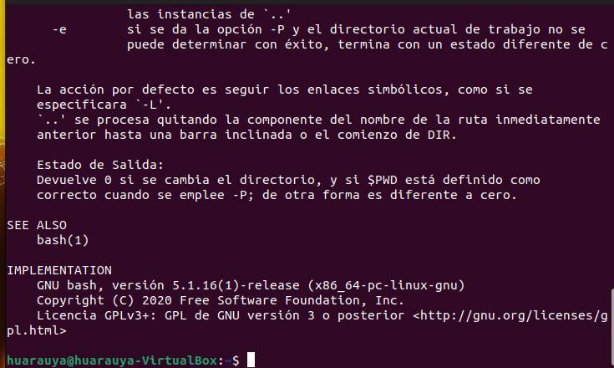 las instancias de `..'
-e si se da la opción -P y el directorio actual de trabajo no se
puede determinar con éxito, termina con un estado diferente de c
ero.
La acción por defecto es seguir los enlaces simbólicos, como si se
especificara `-L'.
`..' se procesa quitando la componente del nombre de la ruta inmediatamente
anterior hasta una barra inclinada o el comienzo de DIR.
Estado de Salida:
Devuelve 0 si se cambia el directorio, y si $PWD está definido como
correcto cuando se emplee -P; de otra forma es diferente a cero.
SEE ALSO
bash(1)
IMPLEMENTATION
GNU bash, versión 5.1.16(1)-release (x86_64-pc-linux-gnu)
Copyright (C) 2020 Free Software Foundation, Inc.
Licencia GPLv3+: GPL de GNU versión 3 o posterior <http://gnu.org/licenses/g
pl.html>
huarauya@huarauya-VirtualBox:~$